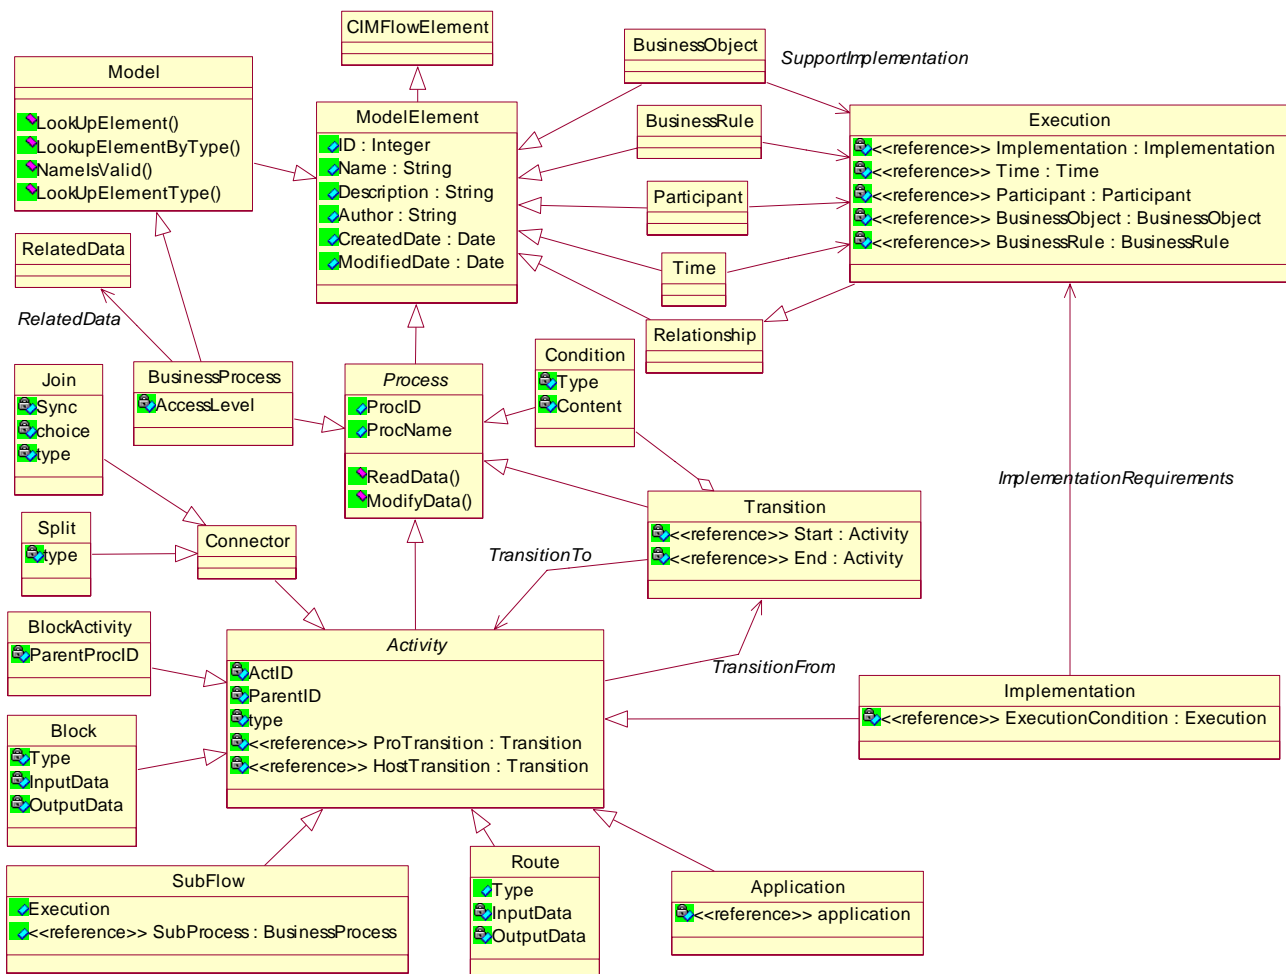 CIMFlowElement
BusinessObject
SupportImplementation
Model
LookUpElement()
LookupElementByType()
NameIsValid()
LookUpElementType()
ModelElement
ID : Integer
Name : String
Description : String
Author : String
CreatedDate : Date
ModifiedDate : Date
BusinessRule
Participant
Time
Relationship
Execution
<<reference>> Implementation : Implementation
<<reference>> Time : Time
<<reference>> Participant : Participant
<<reference>> BusinessObject : BusinessObject
<<reference>> BusinessRule : BusinessRule
RelatedData
RelatedData
Join
Sync
choice
type
BusinessProcess
AccessLevel
Process
ProcID
ProcName
ReadData()
ModifyData()
Condition
Type
Content
ImplementationRequirements
Split
type
Connector
TransitionTo
Transition
<<reference>> Start : Activity
<<reference>> End : Activity
BlockActivity
ParentProcID
Activity
ActID
ParentID
type
<<reference>> ProTransition : Transition
<<reference>> HostTransition : Transition
TransitionFrom
Implementation
<<reference>> ExecutionCondition : Execution
Block
Type
InputData
OutputData
SubFlow
Execution
<<reference>> SubProcess : BusinessProcess
Route
Type
InputData
OutputData
Application
<<reference>> application